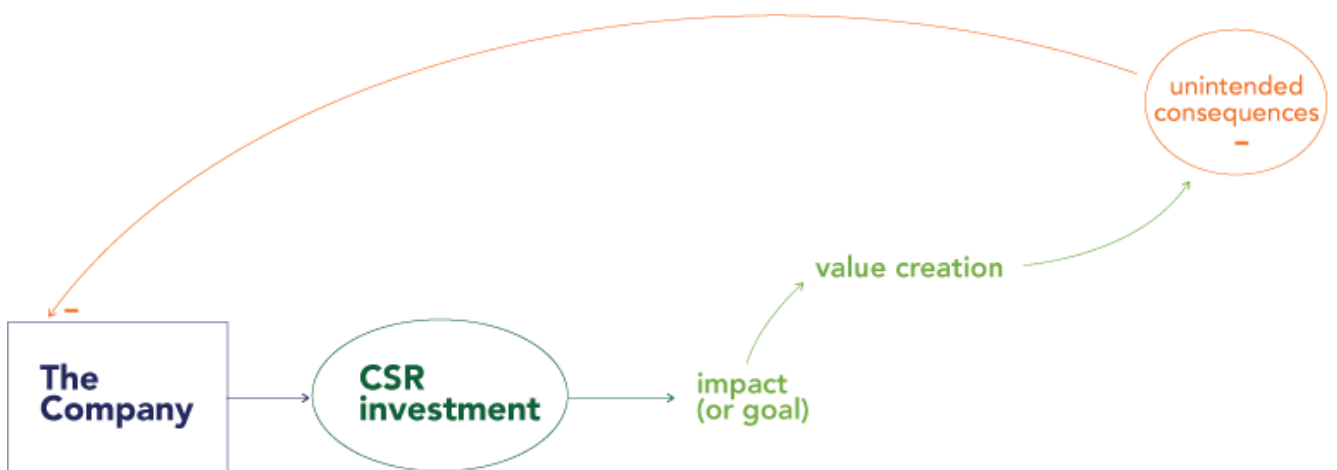 unintended
consequences
–
value creation
–
The
Company
CSR
investment
impact
(or goal)